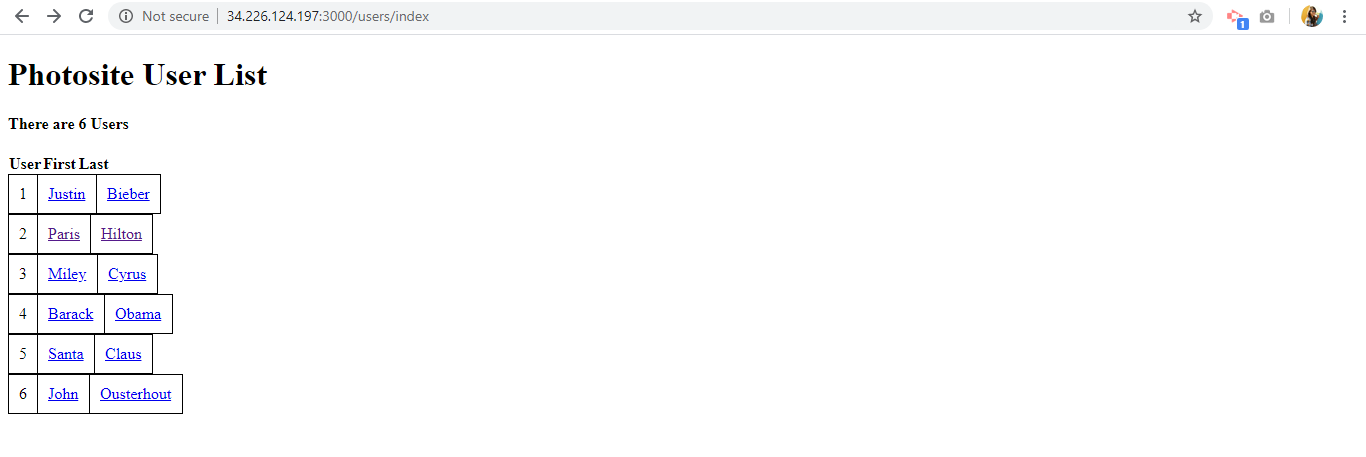 Not secure 34.226.124.197:3000/users/index
1
Photosite User List
There are 6 Users
User First Last
1 Justin Bieber
2 Paris Hilton
3 Miley Cyrus
4 Barack Obama
5 Santa Claus
6 John Ousterhout